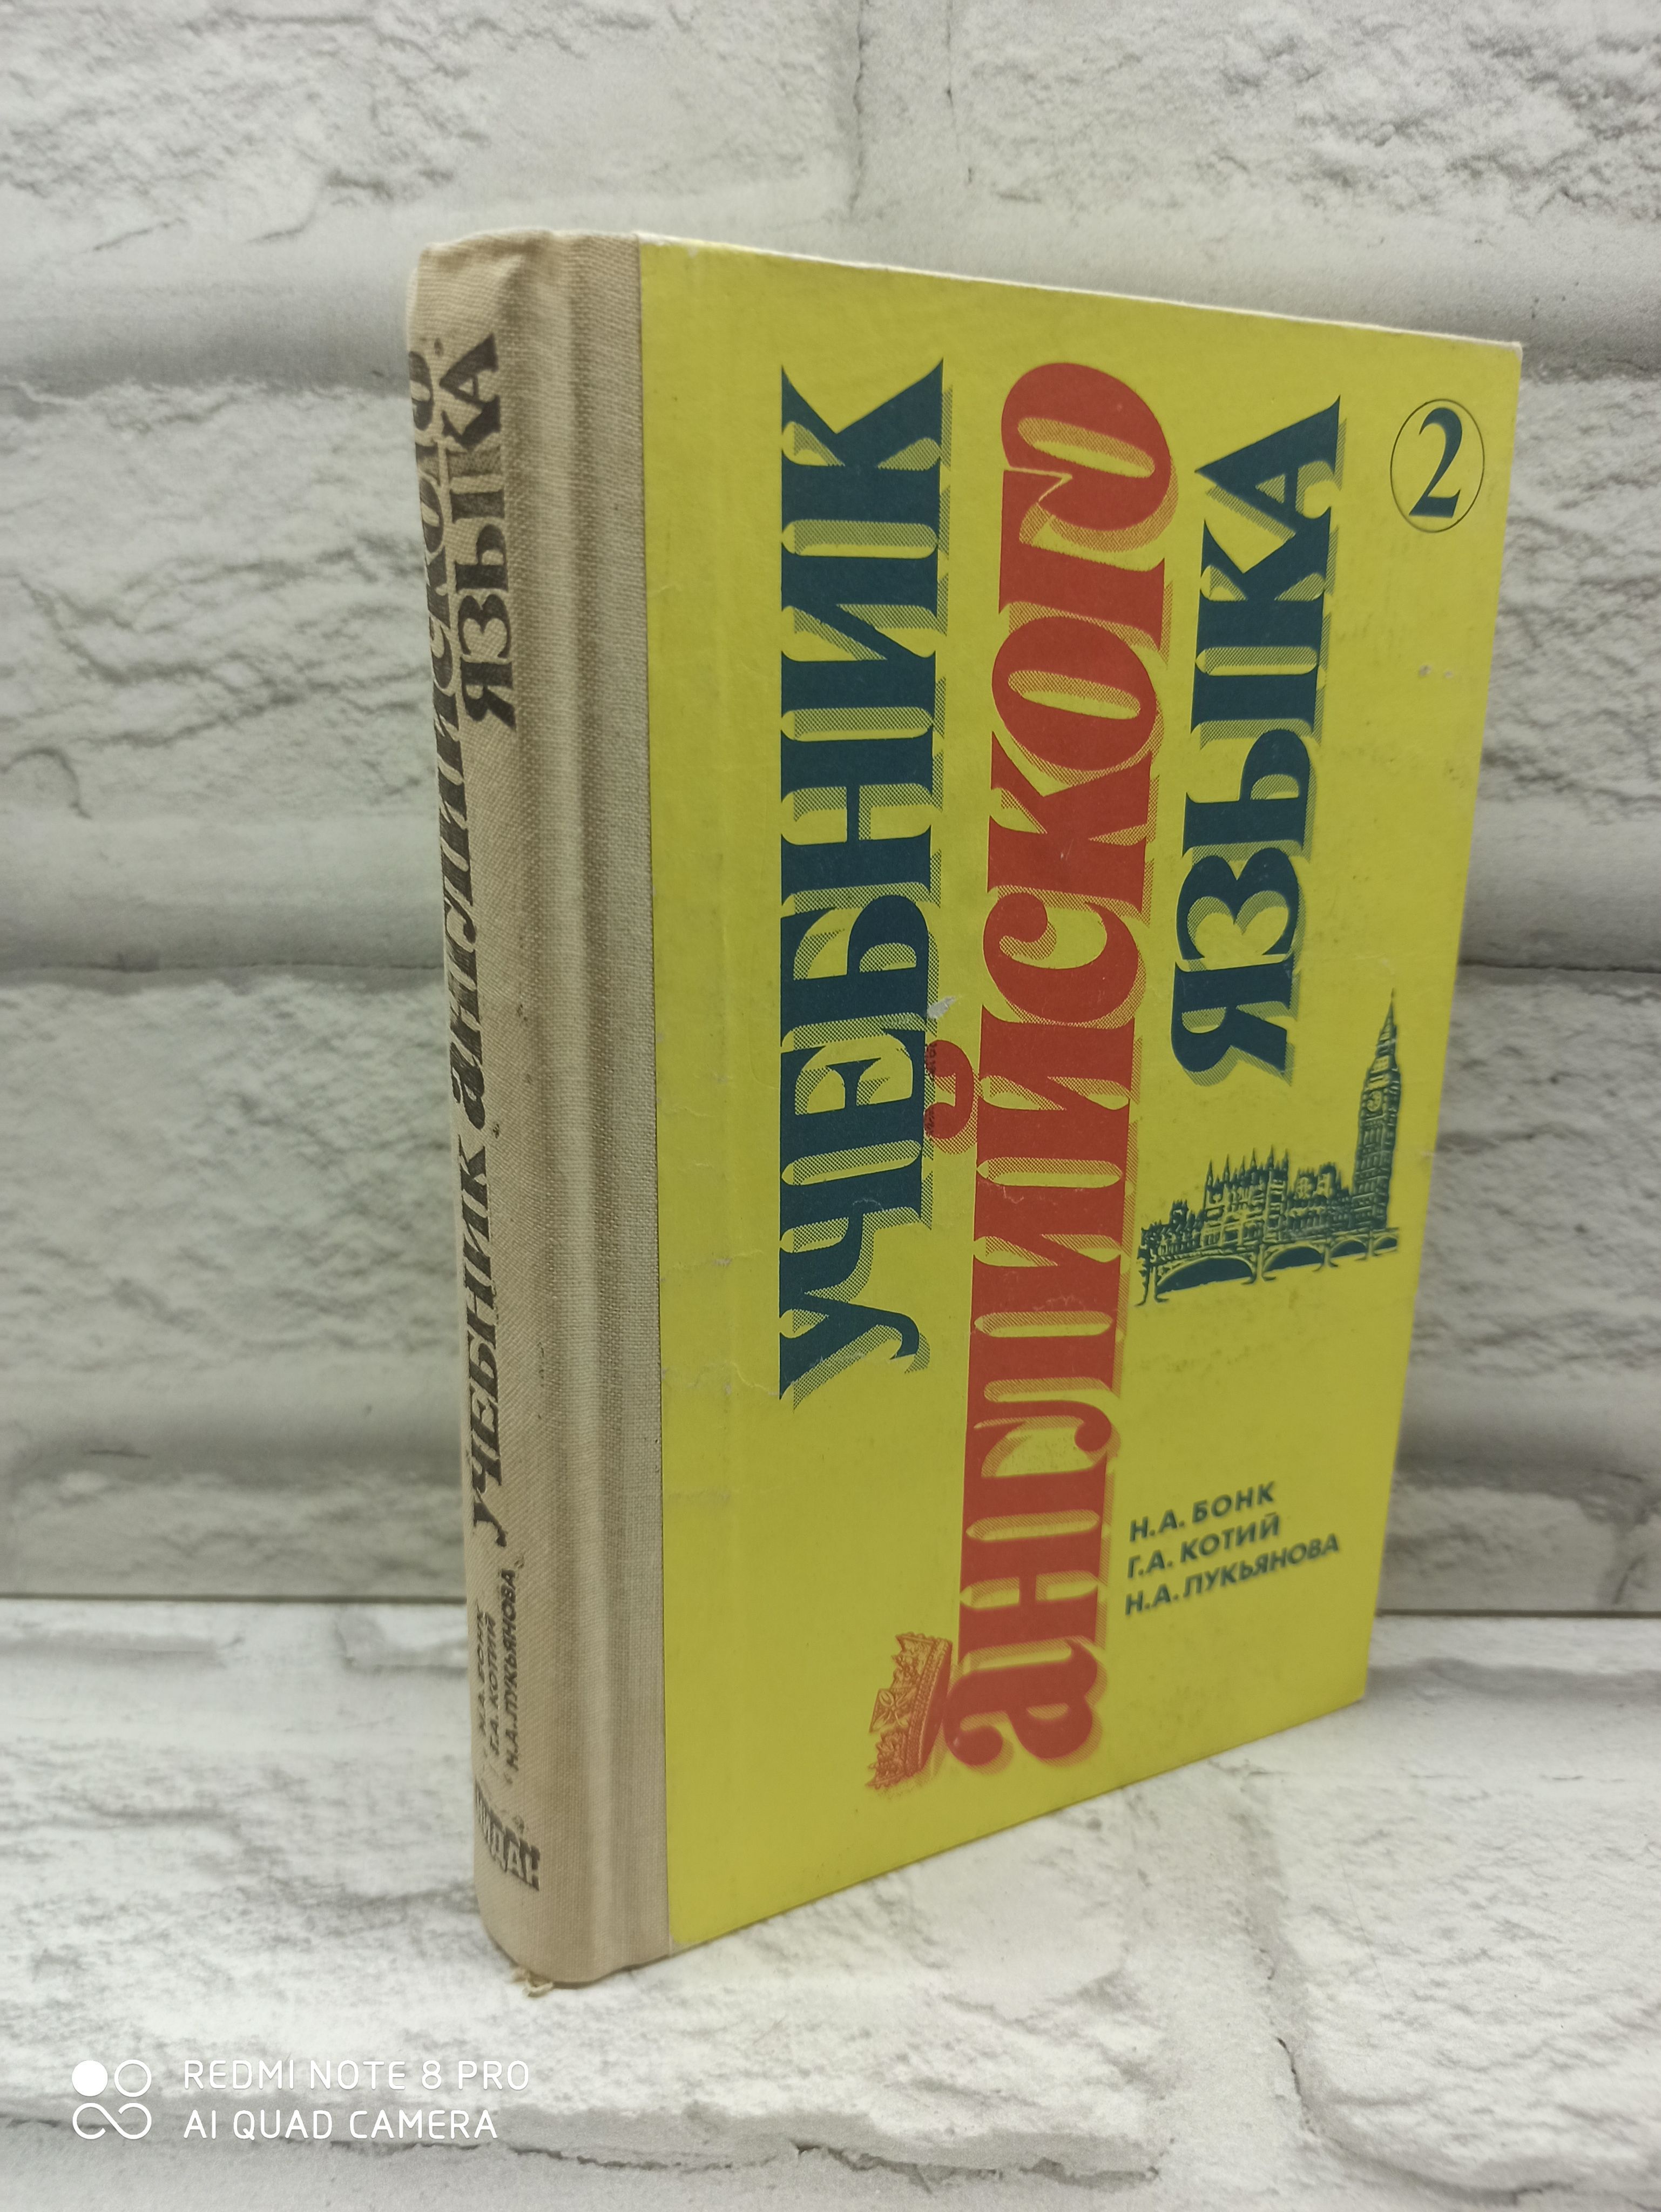 УЧЕБНИК
английского
ЯЗЫКА
2
Н.А. БОНК
Г.А. КОТИЙ
Н.А. ЛУКЬЯНОВА
УЧЕБНИК английского
ЯЗЫКА
Н.А. БОНК
Г.А. КОТИЙ
Н.А. ЛУКЬЯНОВА
REDMI NOTE 8 PRO
AI QUAD CAMERA